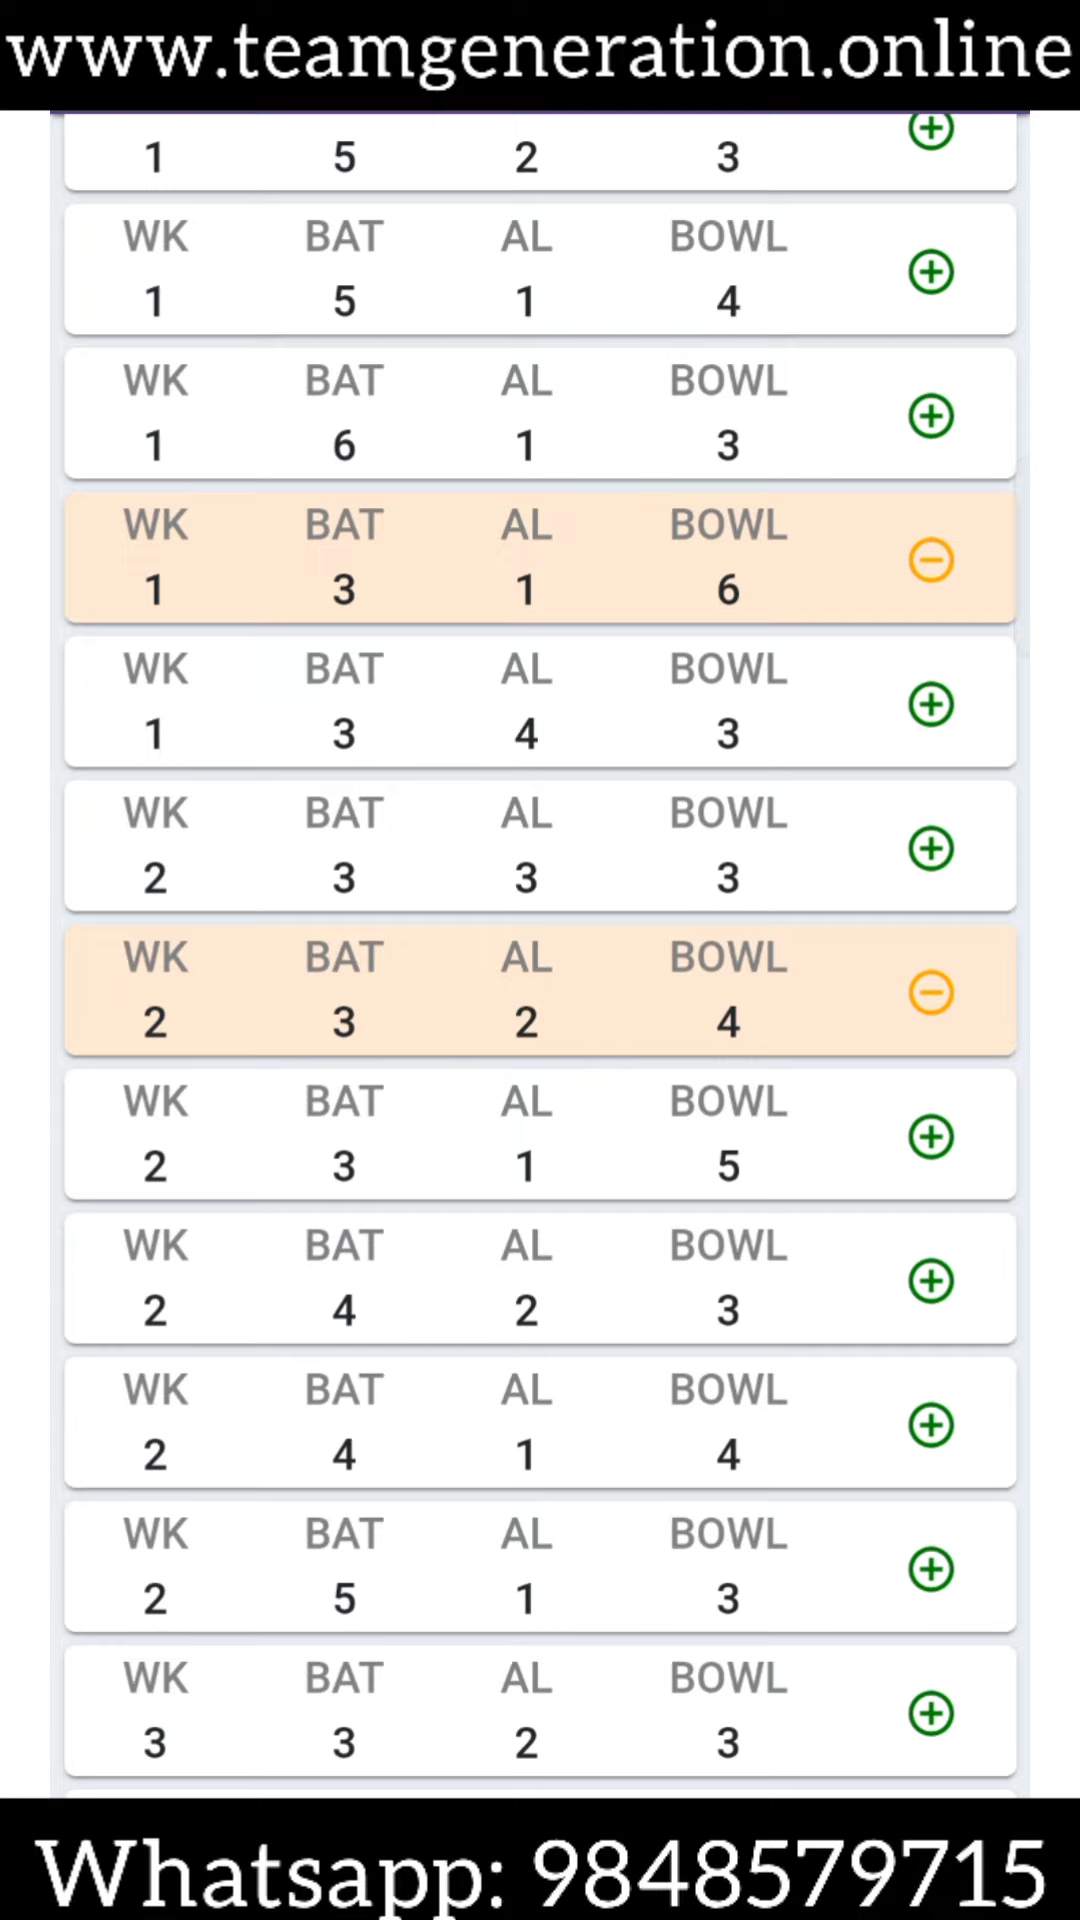 www.teamgeneration.online
1 5 2 3
WK BAT AL BOWL
1 5 1 4
WK BAT AL BOWL
1 6 1 3
WK BAT AL BOWL
1 3 1 6
WK BAT AL BOWL
1 3 4 3
WK BAT AL BOWL
2 3 3 3
WK BAT AL BOWL
2 3 2 4
WK BAT AL BOWL
2 3 1 5
WK BAT AL BOWL
2 4 2 3
WK BAT AL BOWL
2 4 1 4
WK BAT AL BOWL
2 5 1 3
WK BAT AL BOWL
3 3 2 3
Whatsapp: 9848579715